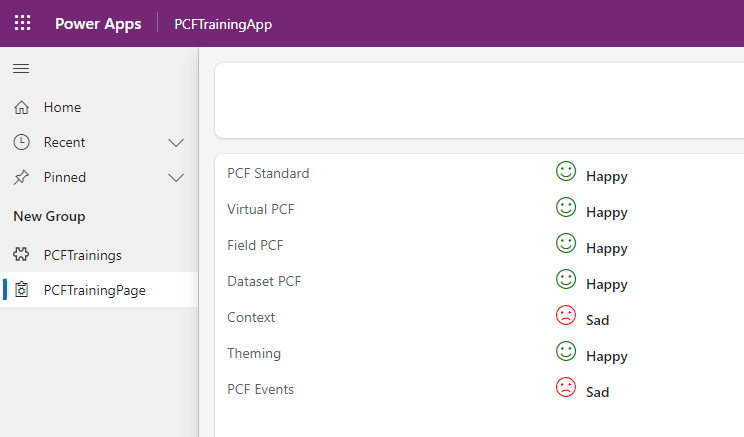 Power Apps PCFTrainingApp
Home
Recent
Pinned
New Group
PCFTrainings
PCFTrainingPage
PCF Standard Happy
Virtual PCF Happy
Field PCF Happy
Dataset PCF Happy
Context Sad
Theming Happy
PCF Events Sad